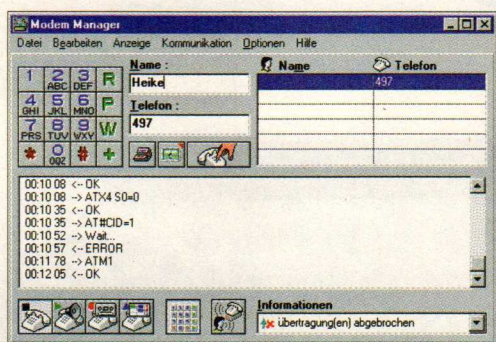 Modem Manager
Datei Bearbeiten Anzeige Kommunikation Optionen Hilfe
1 2 ABC 3 DEF R
4 GHI 5 JKL 6 MNO P
7 PRS 8 TUV 9 WXY W
* 0 OQZ # +
Name :
Heike
Telefon :
497
Name Telefon
497
00:10 08 <-- OK
00:10 08 --> ATX4 S0=0
00:10 35 <-- OK
00:10 35 --> AT#CID=1
00:10 52 --> Wait...
00:10 57 <-- ERROR
00:11 78 --> ATM1
00:12 05 <-- OK
Informationen
übertragung(en) abgebrochen